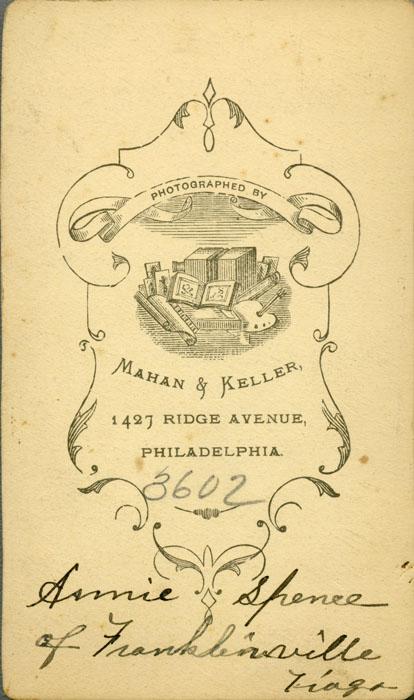 PHOTOGRAPHED BY
MAHAN & KELLER,
1427 RIDGE AVENUE,
PHILADELPHIA.
3602
Annie Spence
of Franklinville
Tioga